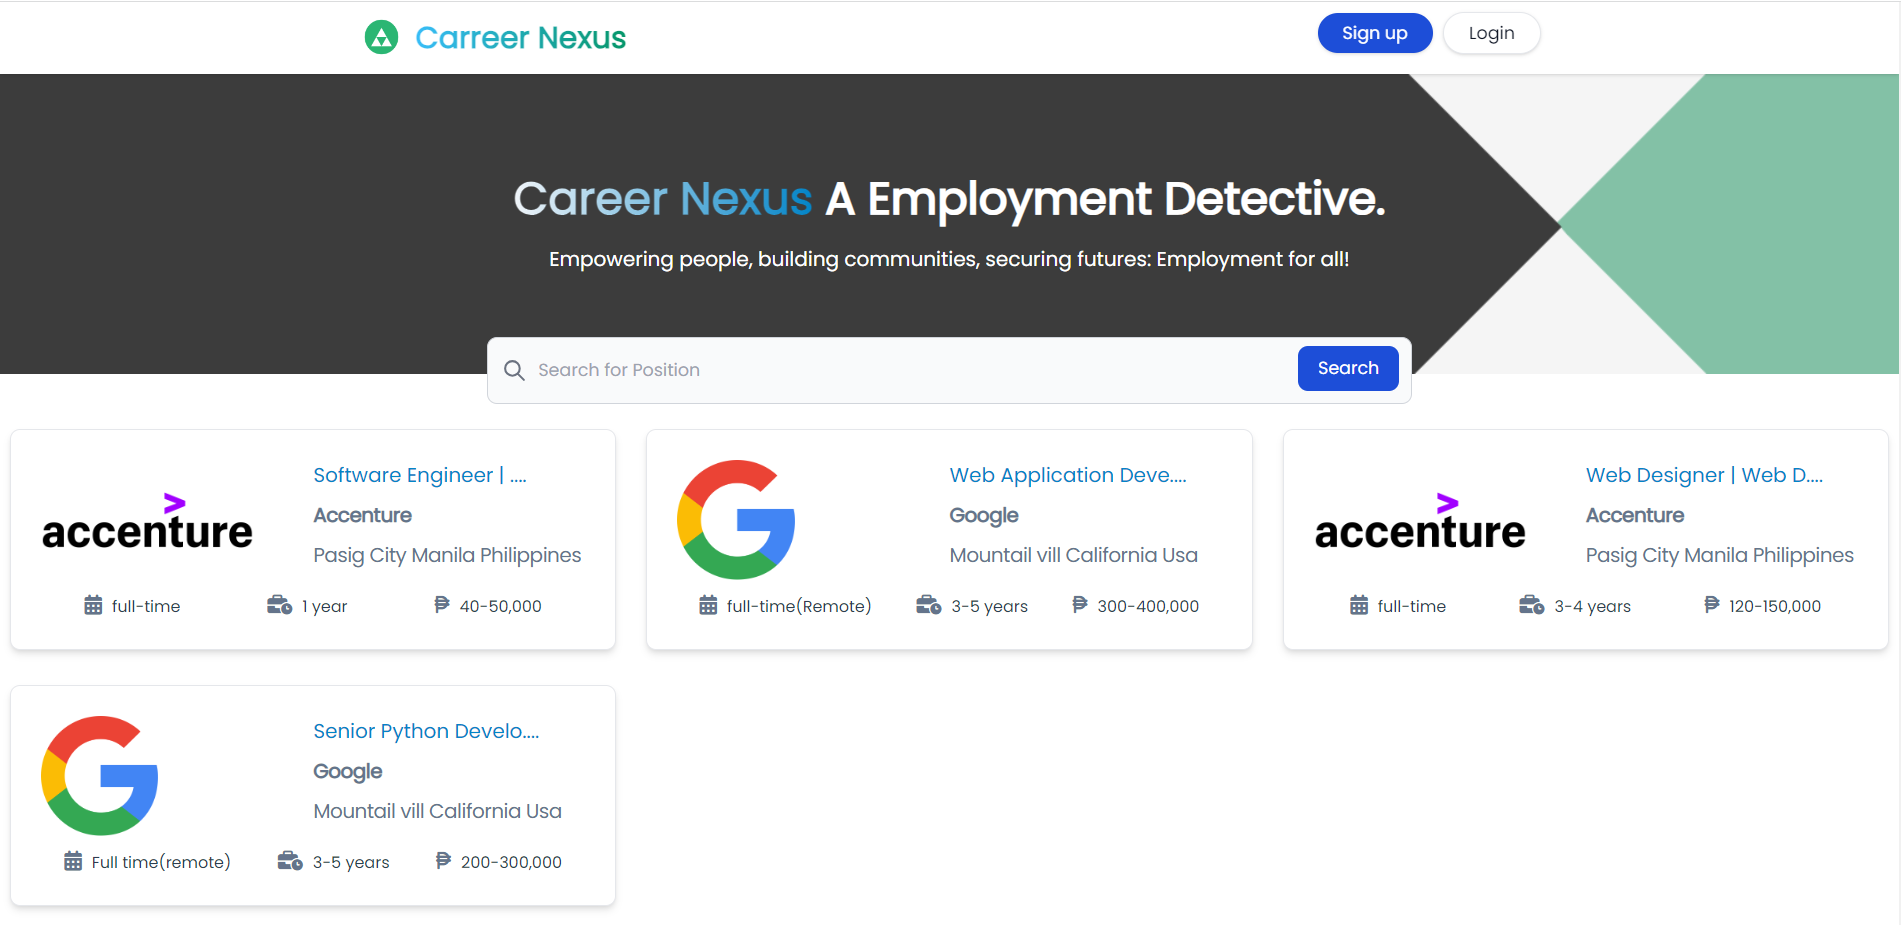 Carreer Nexus
Sign up
Login
Career Nexus A Employment Detective.
Empowering people, building communities, securing futures: Employment for all!
Search for Position
Search
accenture
Software Engineer | ....
Accenture
Pasig City Manila Philippines
full-time
1 year
₱ 40-50,000
Web Application Deve....
Google
Mountail vill California Usa
full-time(Remote)
3-5 years
₱ 300-400,000
accenture
Web Designer | Web D....
Accenture
Pasig City Manila Philippines
full-time
3-4 years
₱ 120-150,000
Senior Python Develo....
Google
Mountail vill California Usa
Full time(remote)
3-5 years
₱ 200-300,000